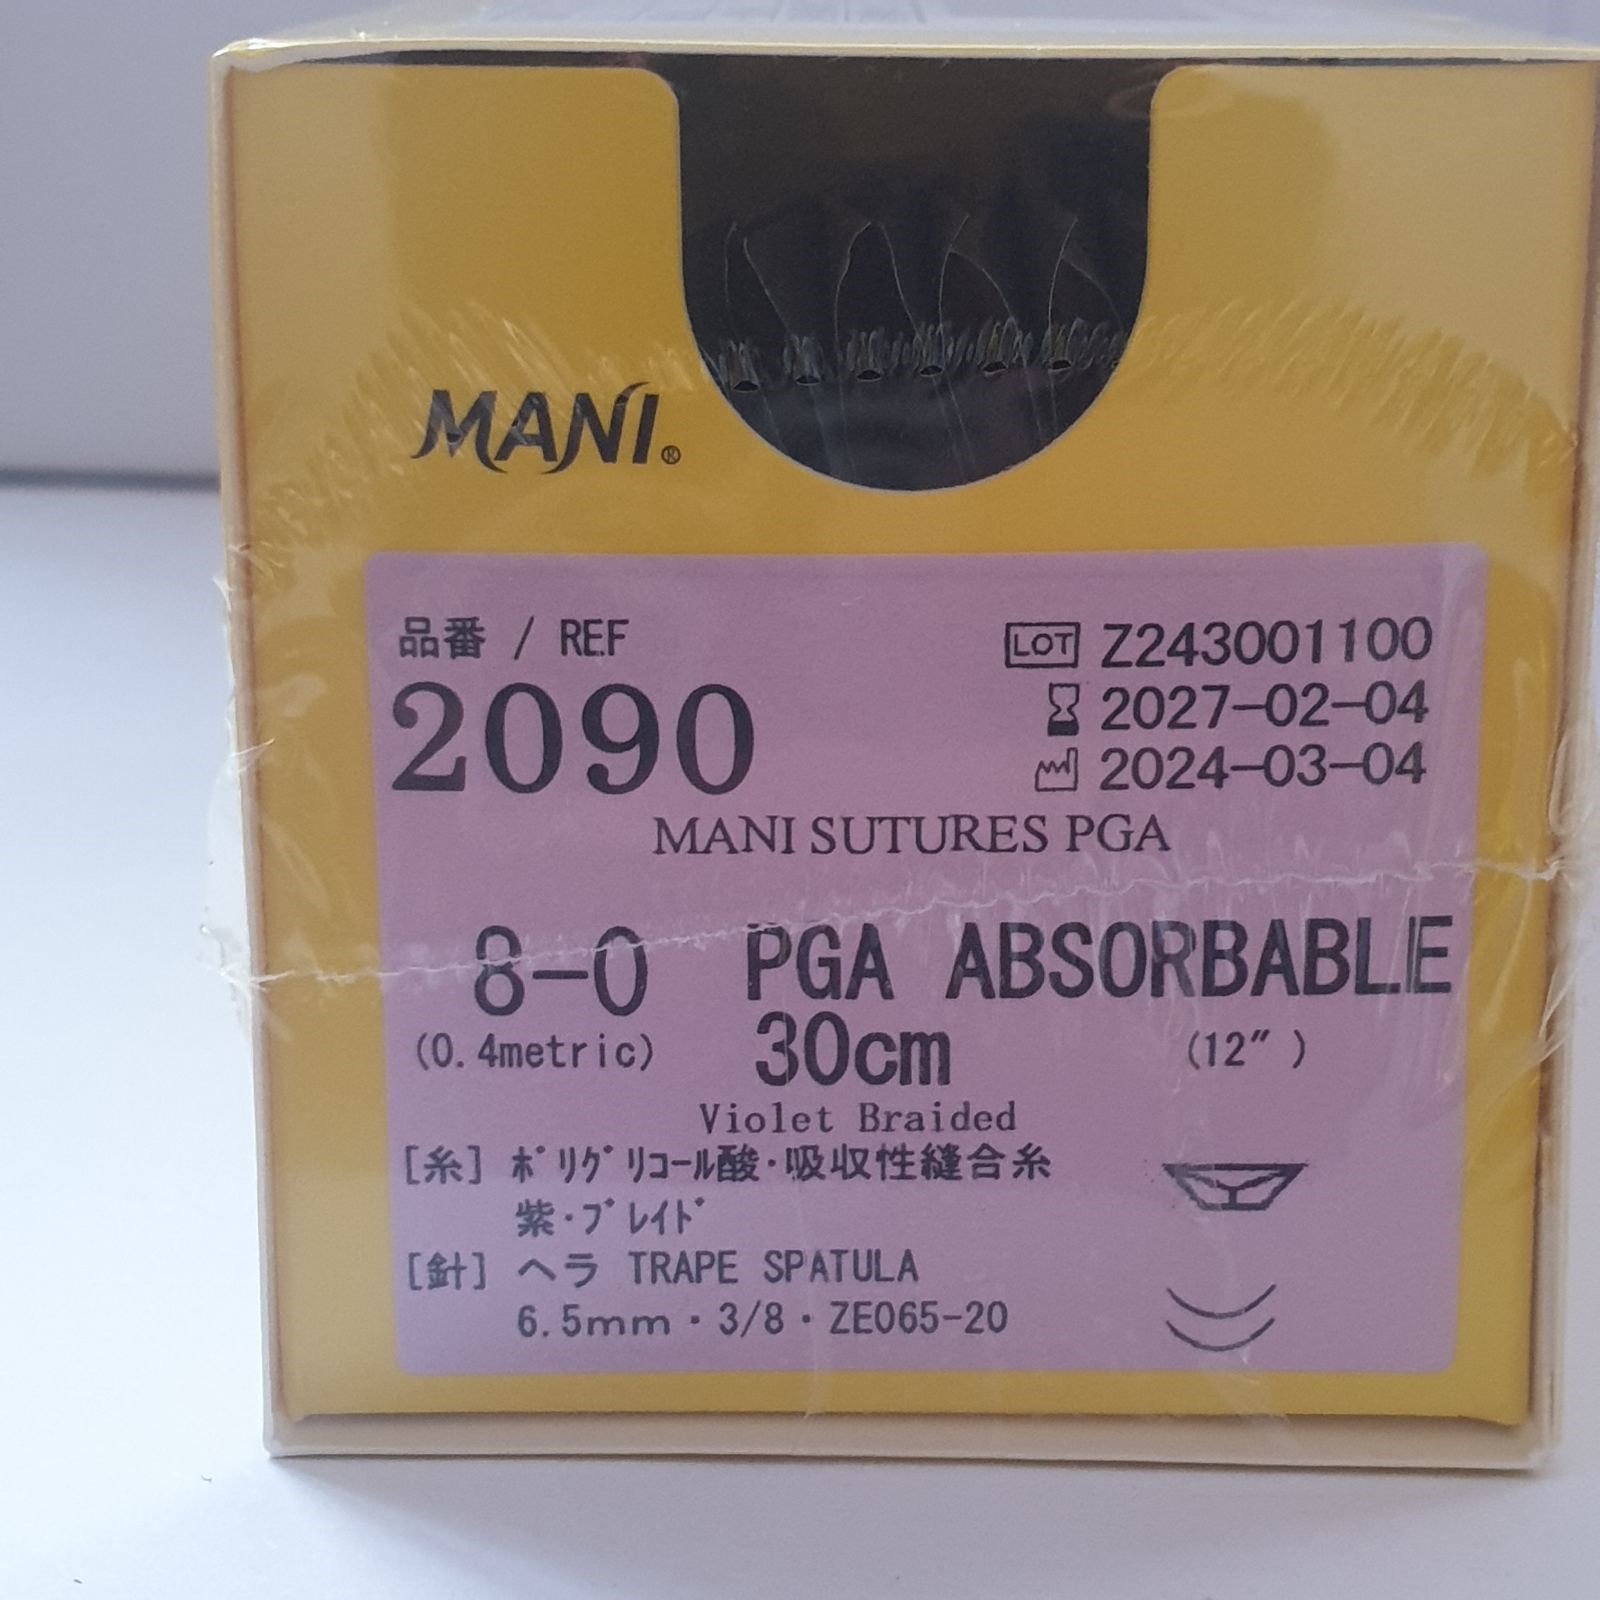 MANI®
品番 / REF
2090
LOT Z243001100
2027-02-04
2024-03-04
MANI SUTURES PGA
8-0 PGA ABSORBABLE
(0.4metric) 30cm (12″)
Violet Braided
[糸] ポリグリコール酸・吸収性縫合糸
紫・ブレイド
[針] ヘラ TRAPE SPATULA
6.5mm・3/8・ZE065-20